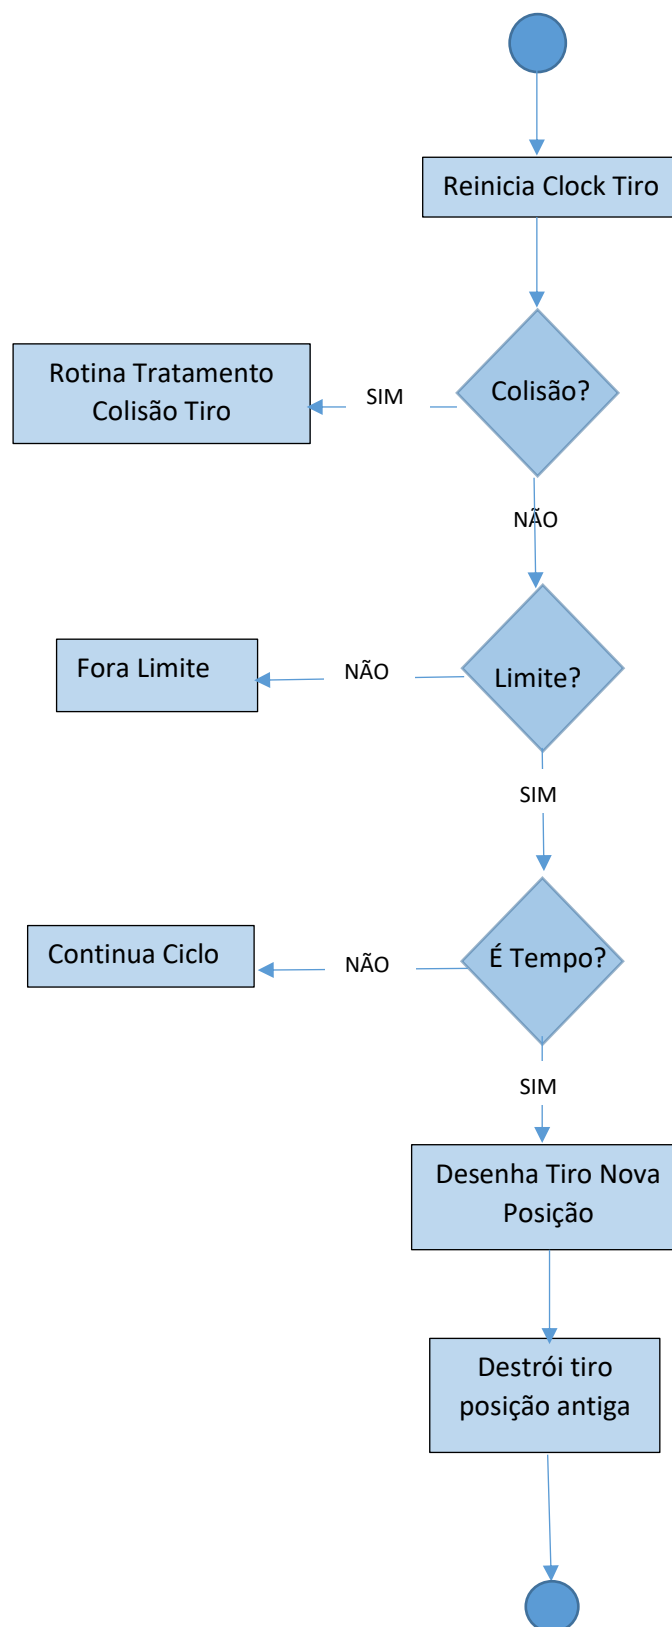 Reinicia Clock Tiro
Colisão?
SIM
Rotina Tratamento
Colisão Tiro
NÃO
Limite?
NÃO
Fora Limite
SIM
É Tempo?
NÃO
Continua Ciclo
SIM
Desenha Tiro Nova
Posição
Destrói tiro
posição antiga